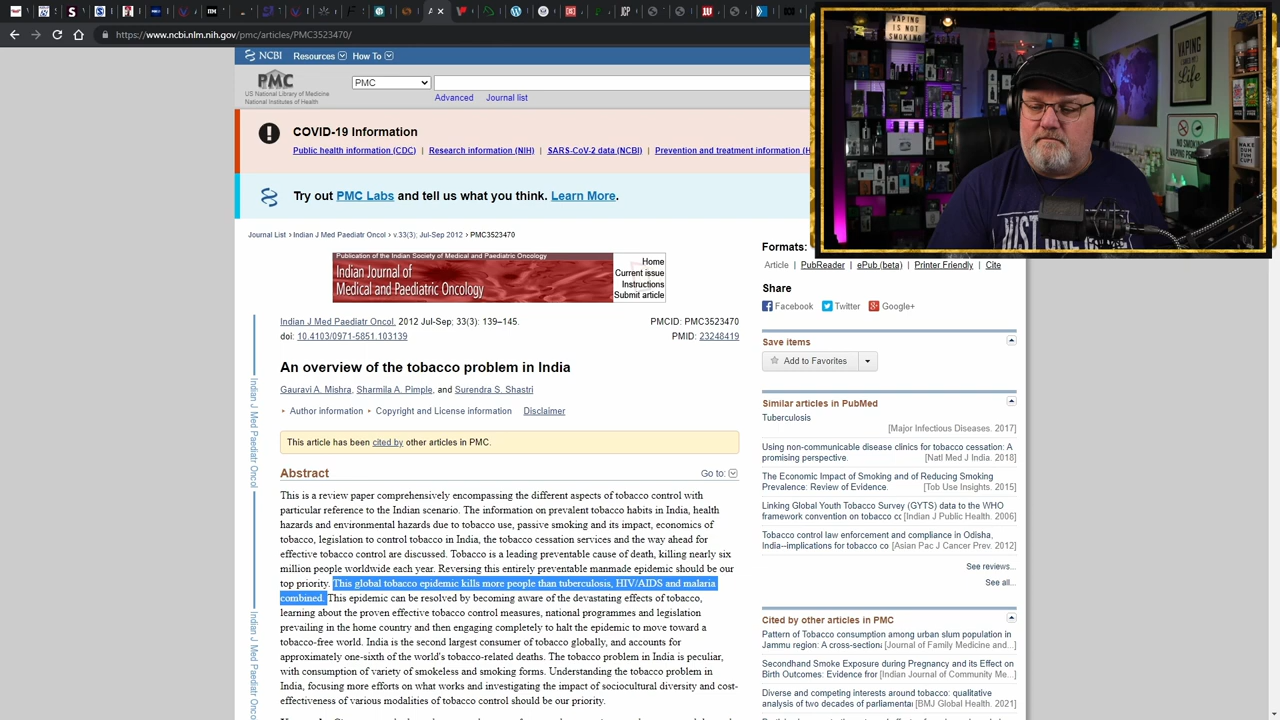 https://www.ncbi.nlm.nih.gov/pmc/articles/PMC3523470/
NCBI Resources How To
PMC
US National Library of Medicine
National Institutes of Health
PMC
Advanced Journal list
COVID-19 Information
Public health information (CDC) | Research information (NIH) | SARS-CoV-2 data (NCBI) | Prevention and treatment information (H
Try out PMC Labs and tell us what you think. Learn More.
Journal List > Indian J Med Paediatr Oncol > v.33(3); Jul-Sep 2012 > PMC3523470
Publication of the Indian Society of Medical and Paediatric Oncology
Indian Journal of
Medical and Paediatric Oncology
Home
Current issue
Instructions
Submit article
Indian J Med Paediatr Oncol. 2012 Jul-Sep; 33(3): 139–145.
PMCID: PMC3523470
doi: 10.4103/0971-5851.103139
PMID: 23248419
An overview of the tobacco problem in India
Gauravi A. Mishra, Sharmila A. Pimple, and Surendra S. Shastri
Author information Copyright and License information Disclaimer
This article has been cited by other articles in PMC.
Abstract
Go to:
This is a review paper comprehensively encompassing the different aspects of tobacco control with
particular reference to the Indian scenario. The information on prevalent tobacco habits in India, health
hazards and environmental hazards due to tobacco use, passive smoking and its impact, economics of
tobacco, legislation to control tobacco in India, the tobacco cessation services and the way ahead for
effective tobacco control are discussed. Tobacco is a leading preventable cause of death, killing nearly six
million people worldwide each year. Reversing this entirely preventable manmade epidemic should be our
top priority. This global tobacco epidemic kills more people than tuberculosis, HIV/AIDS and malaria
combined. This epidemic can be resolved by becoming aware of the devastating effects of tobacco,
learning about the proven effective tobacco control measures, national programmes and legislation
prevailing in the home country and then engaging completely to halt the epidemic to move toward a
tobacco-free world. India is the second largest consumer of tobacco globally, and accounts for
approximately one-sixth of the world's tobacco-related deaths. The tobacco problem in India is peculiar,
with consumption of variety of smokeless and smoking forms. Understanding the tobacco problem in
India, focusing more efforts on what works and investigating the impact of sociocultural diversity and cost-
effectiveness of various modalities of tobacco control should be our priority.
Indian J Med Paediatr Oncol
Indian J Med Paediatr Oncol
Indian J Med Paediatr Onco
Formats:
Article | PubReader | ePub (beta) | Printer Friendly | Cite
Share
Facebook Twitter Google+
Save items
Add to Favorites
Similar articles in PubMed
Tuberculosis
[Major Infectious Diseases. 2017]
Using non-communicable disease clinics for tobacco cessation: A
promising perspective. [Natl Med J India. 2018]
The Economic Impact of Smoking and of Reducing Smoking
Prevalence: Review of Evidence. [Tob Use Insights. 2015]
Linking Global Youth Tobacco Survey (GYTS) data to the WHO
framework convention on tobacco cc [Indian J Public Health. 2006]
Tobacco control law enforcement and compliance in Odisha,
India--implications for tobacco co [Asian Pac J Cancer Prev. 2012]
See reviews...
See all...
Cited by other articles in PMC
Pattern of Tobacco consumption among urban slum population in
Jammu region: A cross-sectiona [Journal of Family Medicine and...]
Secondhand Smoke Exposure during Pregnancy and its Effect on
Birth Outcomes: Evidence fror [Indian Journal of Community Me...]
Diverse and competing interests around tobacco: qualitative
analysis of two decades of parliamentar [BMJ Global Health. 2021]
VAPING
IS NOT
SMOKING
VAPING
Life
NO SMOKING
VAPING
MAKE
YUM
CUP!
JUST ONE